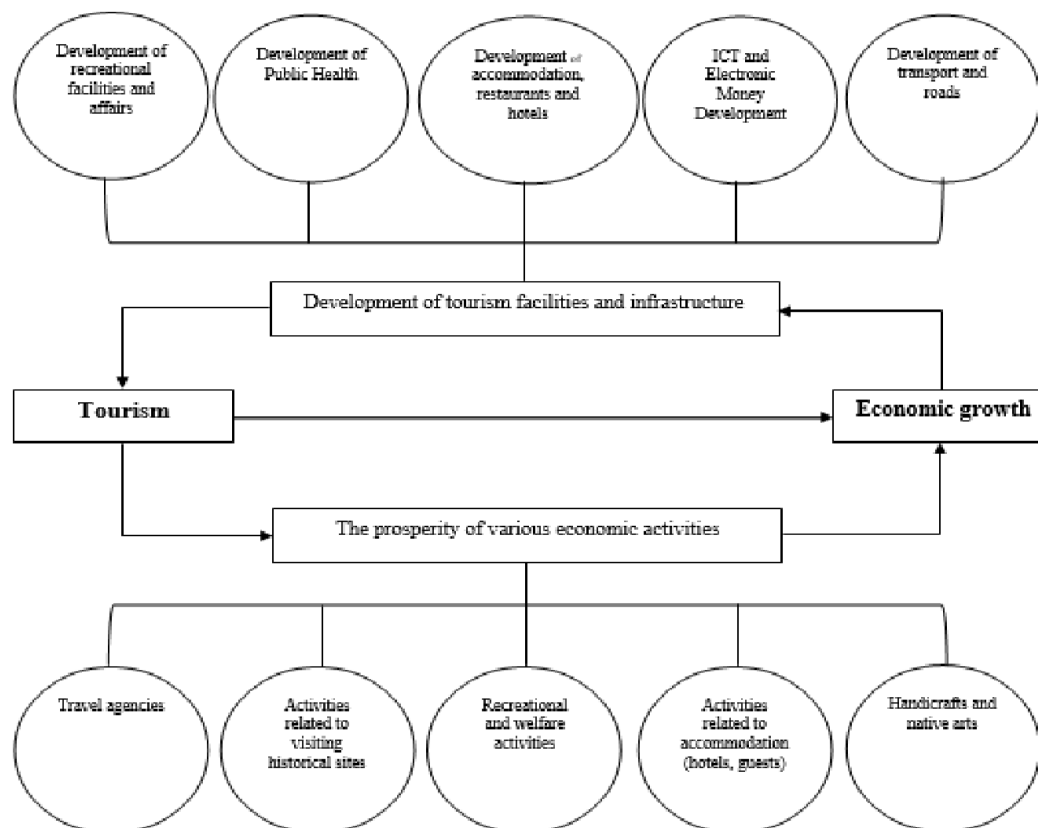 Development of
recreational
facilities and
affairs
Development of
Public Health
Development of
accommodation,
restaurants and
hotels
ICT and
Electronic
Money
Development
Development of
transport and
roads
Development of tourism facilities and infrastructure
Tourism
Economic growth
The prosperity of various economic activities
Travel agencies
Activities
related to
visiting
historical sites
Recreational
and welfare
activities
Activities
related to
accommodation
(hotels, guests)
Handicrafts and
native arts